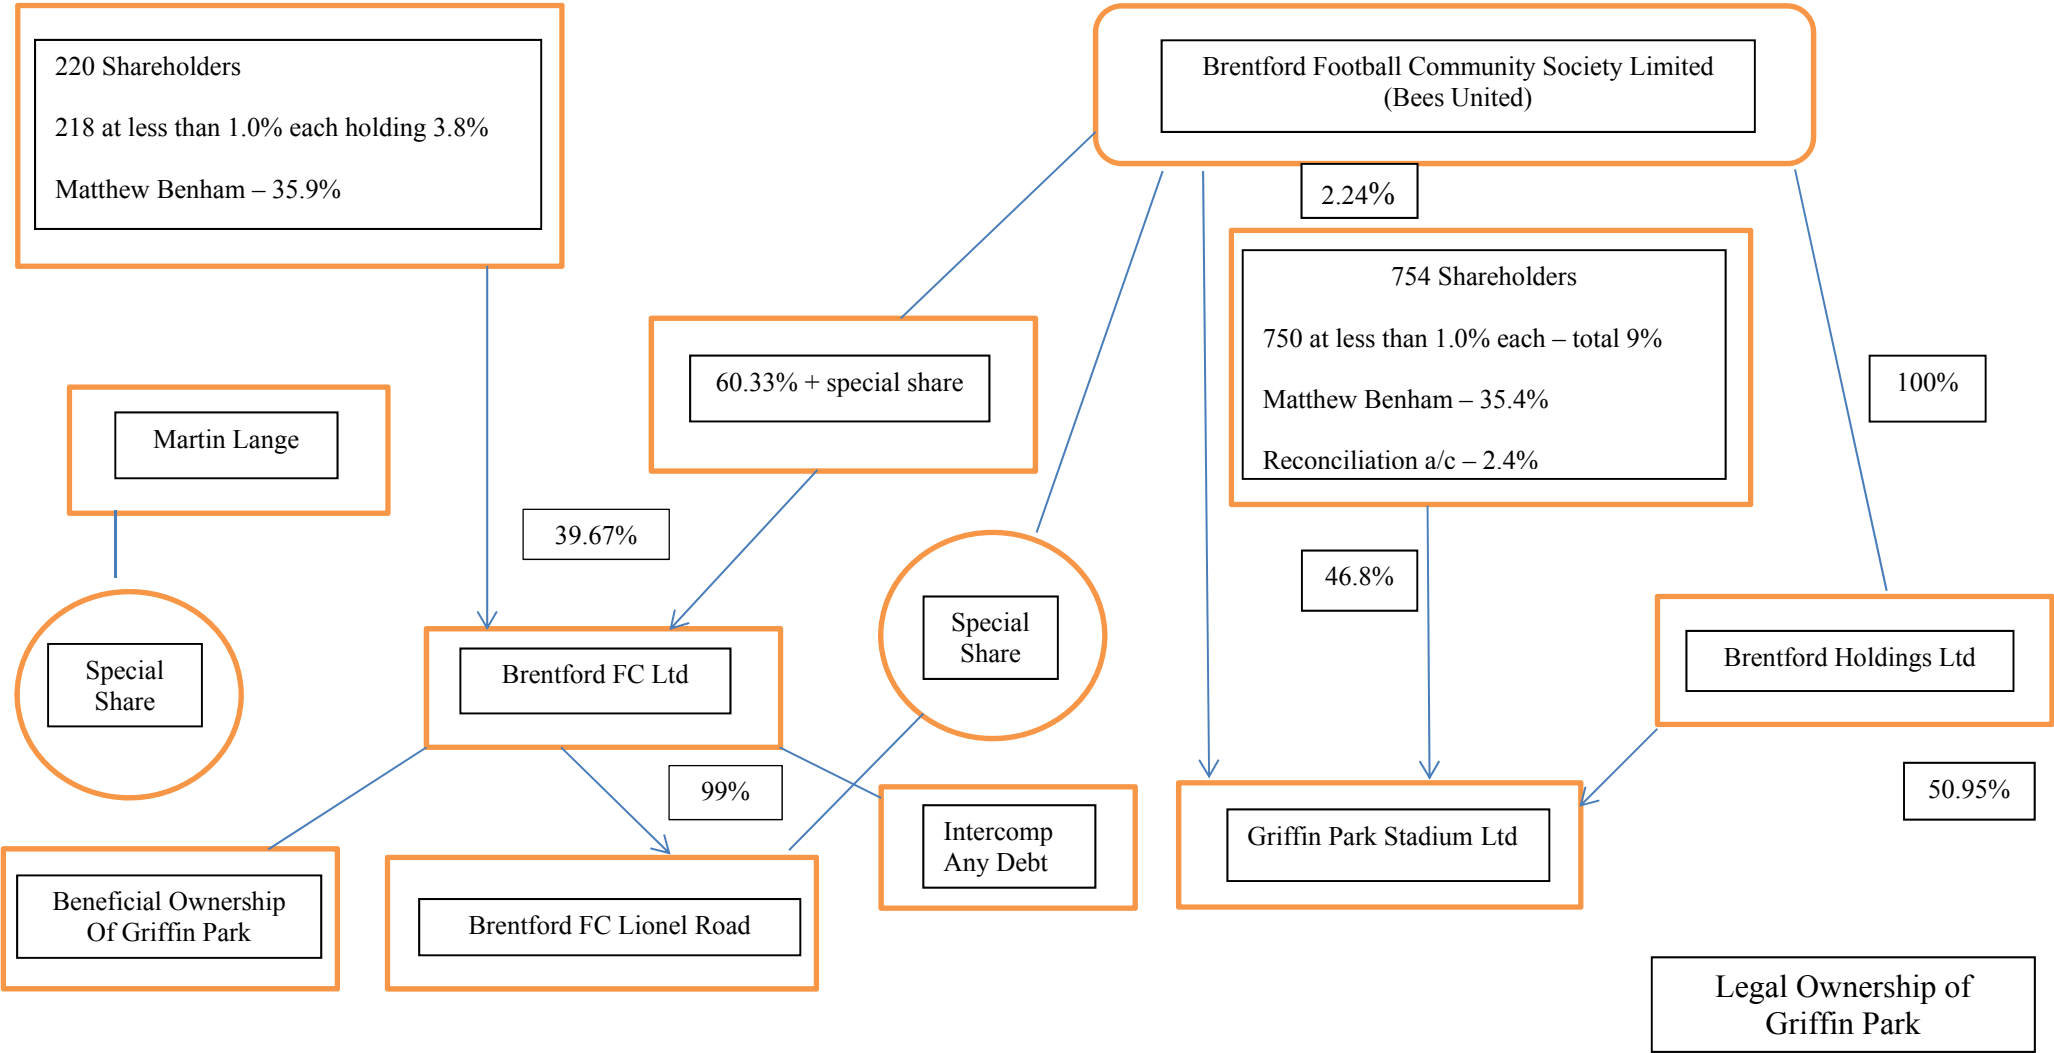 220 Shareholders
218 at less than 1.0% each holding 3.8%
Matthew Benham – 35.9%
Brentford Football Community Society Limited
(Bees United)
2.24%
754 Shareholders
750 at less than 1.0% each – total 9%
Matthew Benham – 35.4%
Reconciliation a/c – 2.4%
100%
60.33% + special share
Martin Lange
39.67%
46.8%
Special
Share
Special
Share
Brentford FC Ltd
Brentford Holdings Ltd
99%
50.95%
Intercomp
Any Debt
Griffin Park Stadium Ltd
Beneficial Ownership
Of Griffin Park
Brentford FC Lionel Road
Legal Ownership of
Griffin Park